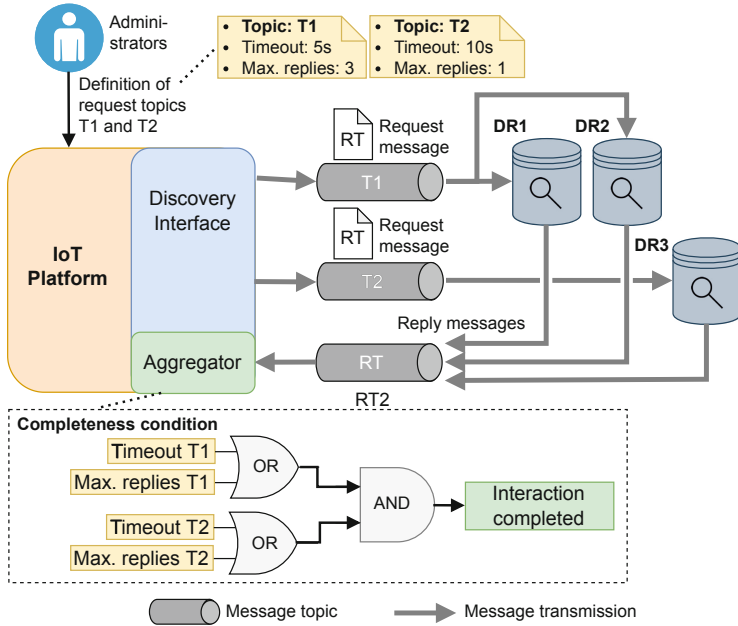 Admini-
strators
• Topic: T1
• Timeout: 5s
• Max. replies: 3
• Topic: T2
• Timeout: 10s
• Max. replies: 1
Definition of
request topics
T1 and T2
RT
Request
message
DR1
DR2
T1
Discovery
Interface
IoT
Platform
RT
Request
message
DR3
T2
Reply messages
Aggregator
RT
RT2
Completeness condition
Timeout T1
OR
Max. replies T1
AND
Interaction
completed
Timeout T2
OR
Max. replies T2
Message topic
Message transmission